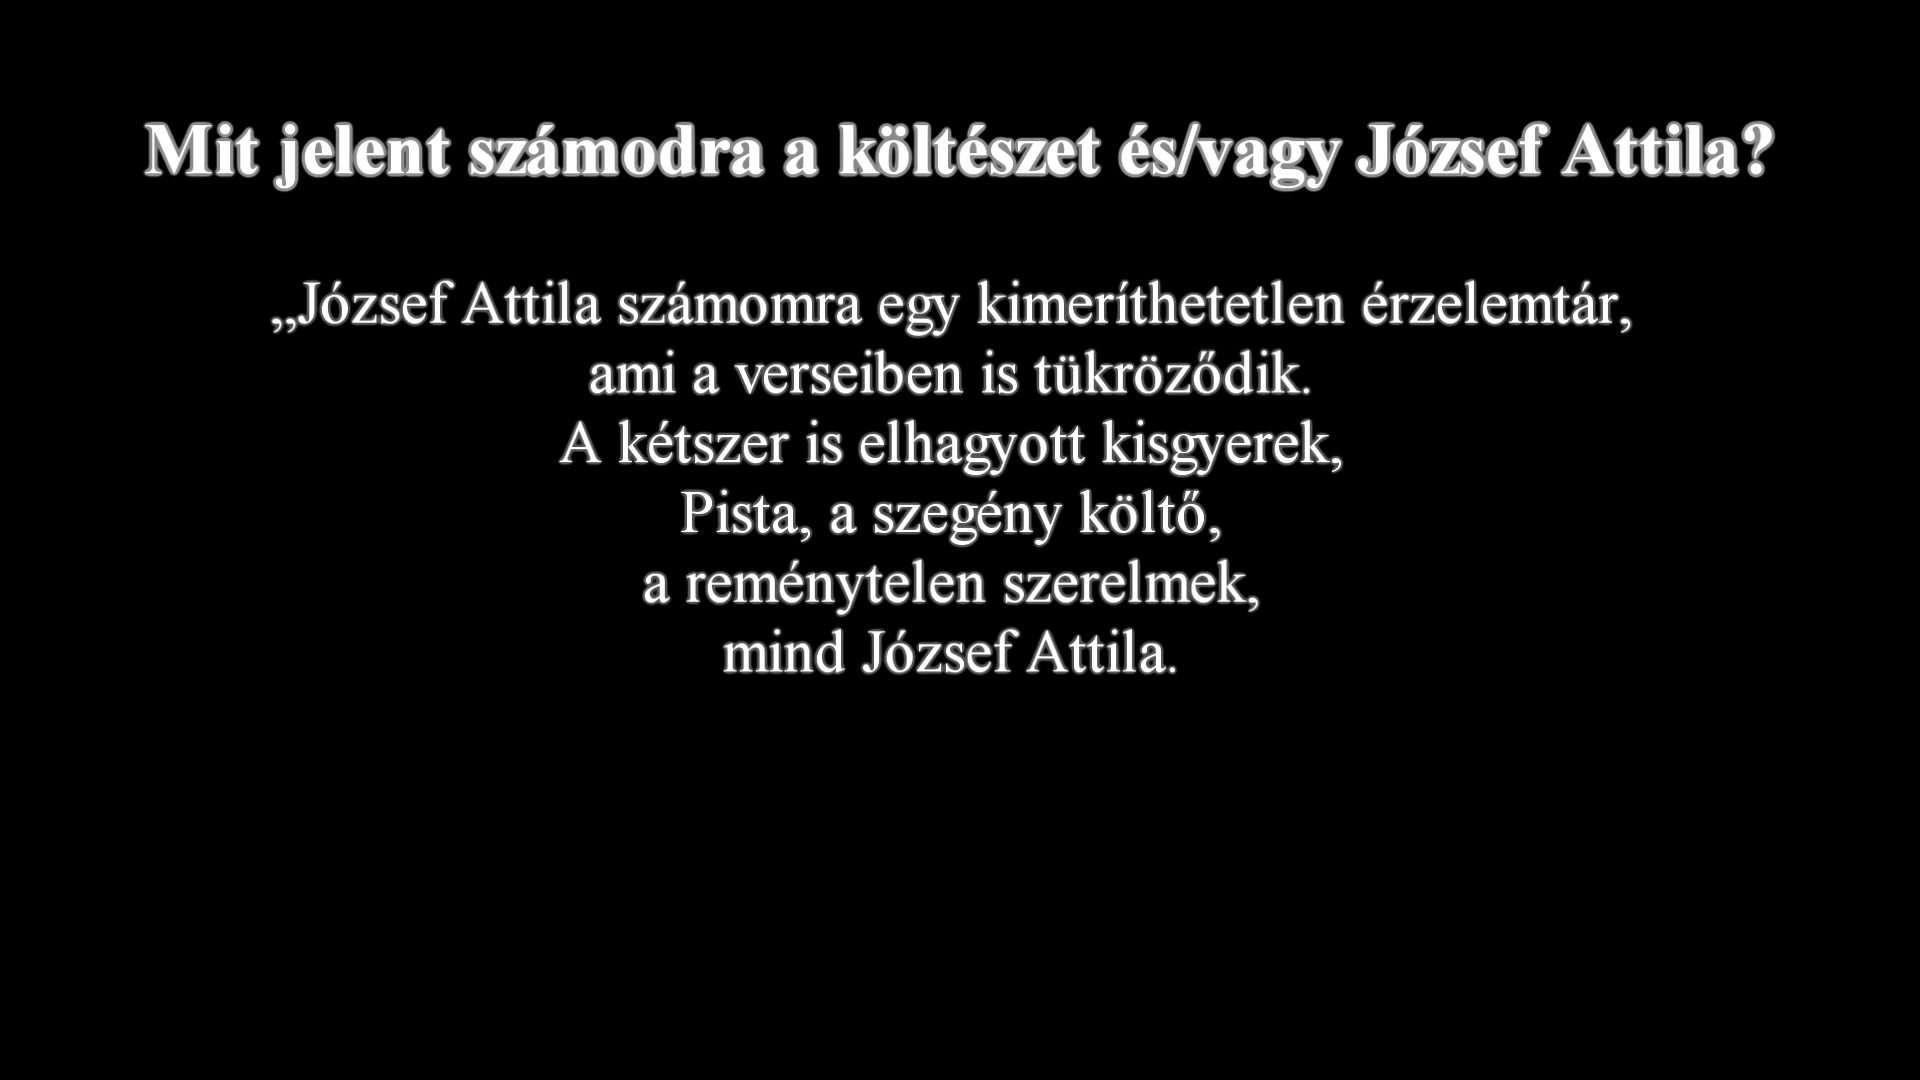 Mit jelent számodra a költészet és/vagy József Attila?
„József Attila számomra egy kimeríthetetlen érzelemtár,
ami a verseiben is tükröződik.
A kétszer is elhagyott kisgyerek,
Pista, a szegény költő,
a reménytelen szerelmek,
mind József Attila.